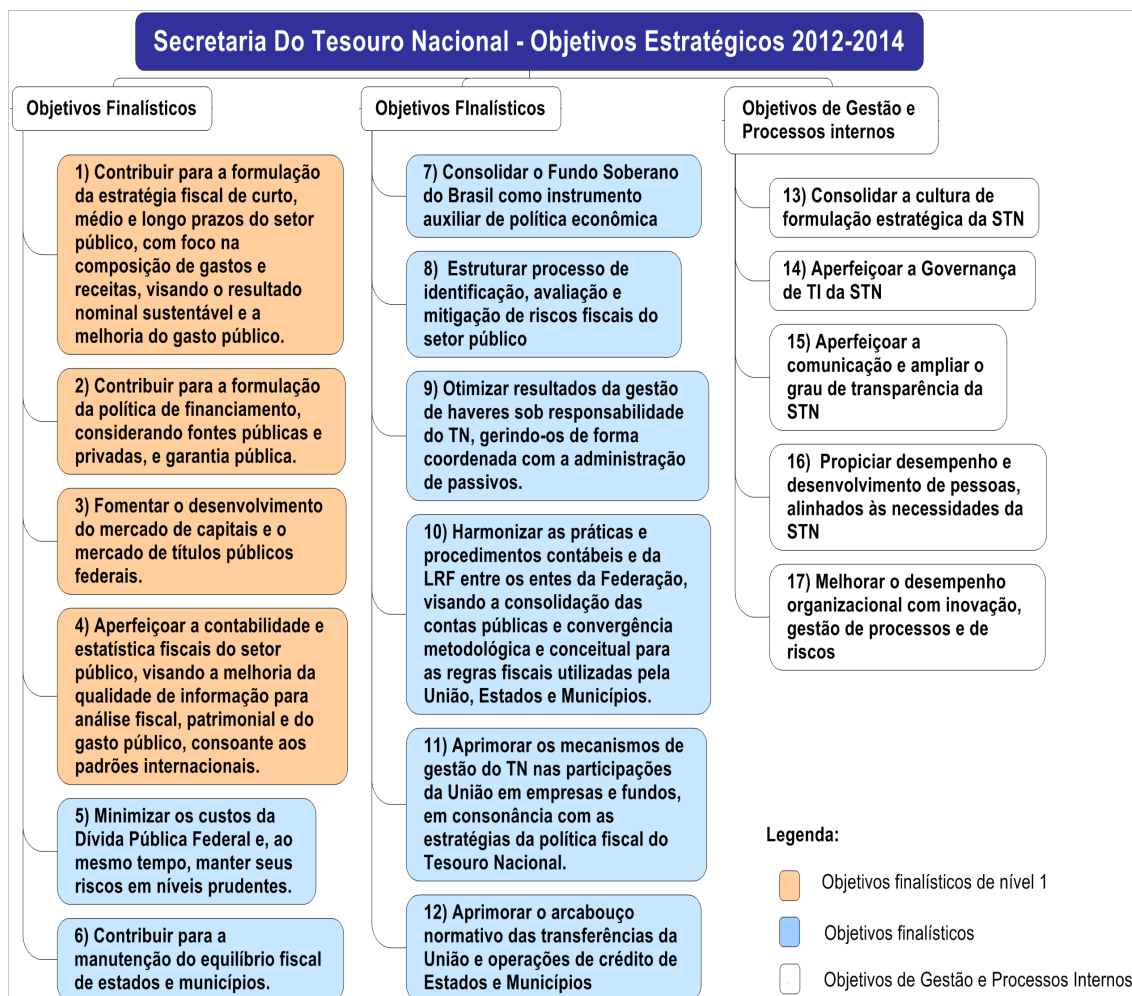 Secretaria Do Tesouro Nacional - Objetivos Estratégicos 2012-2014
Objetivos Finalísticos
1) Contribuir para a formulação
da estratégia fiscal de curto,
médio e longo prazos do setor
público, com foco na
composição de gastos e
receitas, visando o resultado
nominal sustentável e a
melhoria do gasto público.
2) Contribuir para a formulação
da política de financiamento,
considerando fontes públicas e
privadas, e garantia pública.
3) Fomentar o desenvolvimento
do mercado de capitais e o
mercado de títulos públicos
federais.
4) Aperfeiçoar a contabilidade e
estatística fiscais do setor
público, visando a melhoria da
qualidade de informação para
análise fiscal, patrimonial e do
gasto público, consoante aos
padrões internacionais.
5) Minimizar os custos da
Dívida Pública Federal e, ao
mesmo tempo, manter seus
riscos em níveis prudentes.
6) Contribuir para a
manutenção do equilíbrio fiscal
de estados e municípios.
Objetivos FInalísticos
7) Consolidar o Fundo Soberano
do Brasil como instrumento
auxiliar de política econômica
8) Estruturar processo de
identificação, avaliação e
mitigação de riscos fiscais do
setor público
9) Otimizar resultados da gestão
de haveres sob responsabilidade
do TN, gerindo-os de forma
coordenada com a administração
de passivos.
10) Harmonizar as práticas e
procedimentos contábeis e da
LRF entre os entes da Federação,
visando a consolidação das
contas públicas e convergência
metodológica e conceitual para
as regras fiscais utilizadas pela
União, Estados e Municípios.
11) Aprimorar os mecanismos de
gestão do TN nas participações
da União em empresas e fundos,
em consonância com as
estratégias da política fiscal do
Tesouro Nacional.
12) Aprimorar o arcabouço
normativo das transferências da
União e operações de crédito de
Estados e Municípios
Objetivos de Gestão e
Processos internos
13) Consolidar a cultura de
formulação estratégica da STN
14) Aperfeiçoar a Governança
de TI da STN
15) Aperfeiçoar a
comunicação e ampliar o
grau de transparência da
STN
16) Propiciar desempenho e
desenvolvimento de pessoas,
alinhados às necessidades da
STN
17) Melhorar o desempenho
organizacional com inovação,
gestão de processos e de
riscos
Legenda:
Objetivos finalísticos de nível 1
Objetivos finalísticos
Objetivos de Gestão e Processos Internos